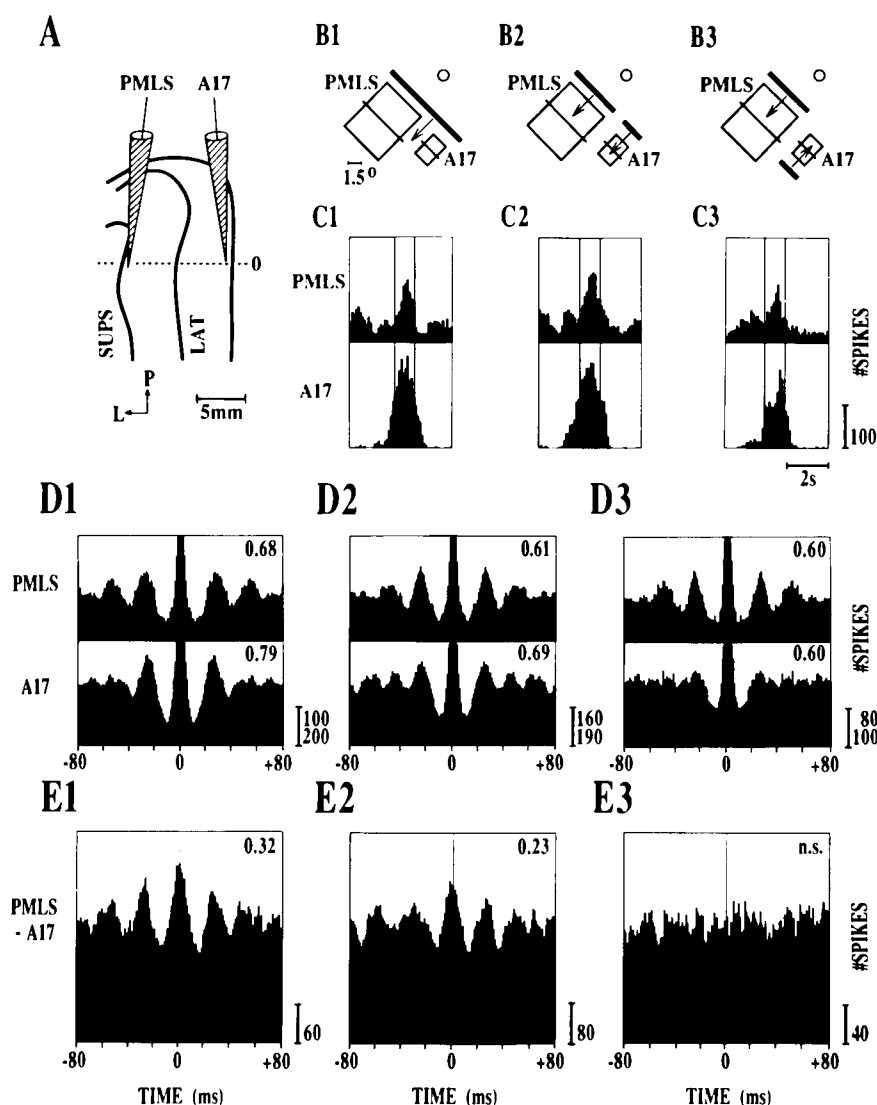 A
B1
B2
B3
PMLS A17
PMLS
PMLS
PMLS
A17
A17
A17
1.5°
C1
C2
C3
PMLS
A17
0
SUPS
LAT
P
L
5mm
#SPIKES
100
2s
D1
D2
D3
PMLS
0.68
0.61
0.60
A17
0.79
0.69
0.60
#SPIKES
100
200
160
190
80
100
-80 0 +80
-80 0 +80
-80 0 +80
E1
E2
E3
PMLS
- A17
0.32
0.23
n.s.
#SPIKES
60
80
40
-80 0 +80
-80 0 +80
-80 0 +80
TIME (ms)
TIME (ms)
TIME (ms)